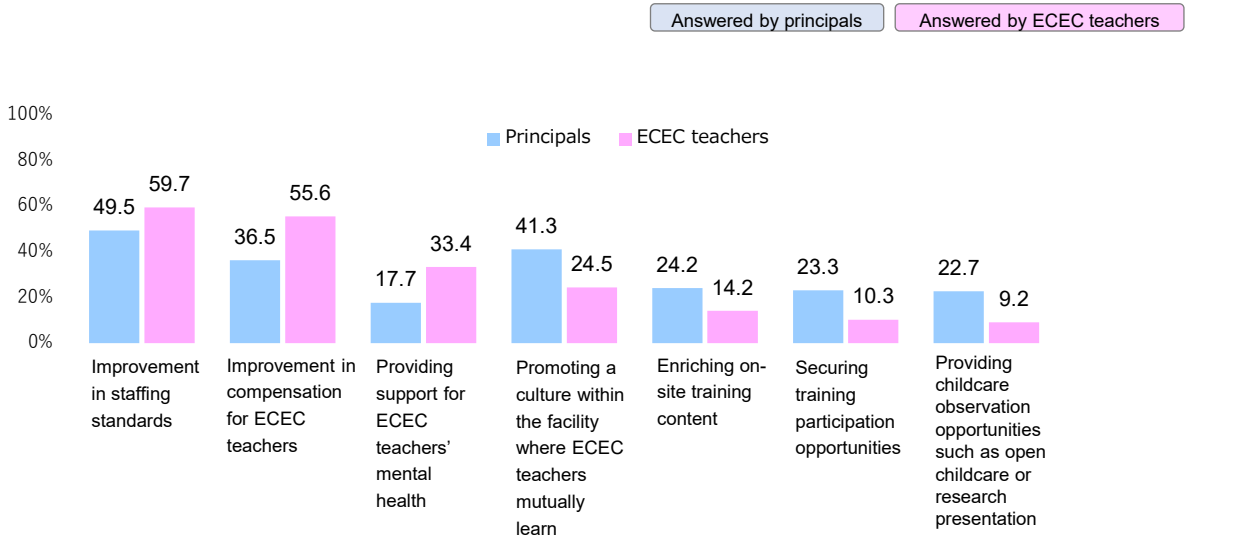 Answered by principals
Answered by ECEC teachers
100%
80%
60%
40%
20%
0%
Principals
ECEC teachers
49.5
59.7
36.5
55.6
17.7
33.4
41.3
24.5
24.2
14.2
23.3
10.3
22.7
9.2
Improvement
in staffing
standards
Improvement in
compensation
for ECEC
teachers
Providing
support for
ECEC
teachers’
mental
health
Promoting a
culture within
the facility
where ECEC
teachers
mutually
learn
Enriching on-
site training
content
Securing
training
participation
opportunities
Providing
childcare
observation
opportunities
such as open
childcare or
research
presentation